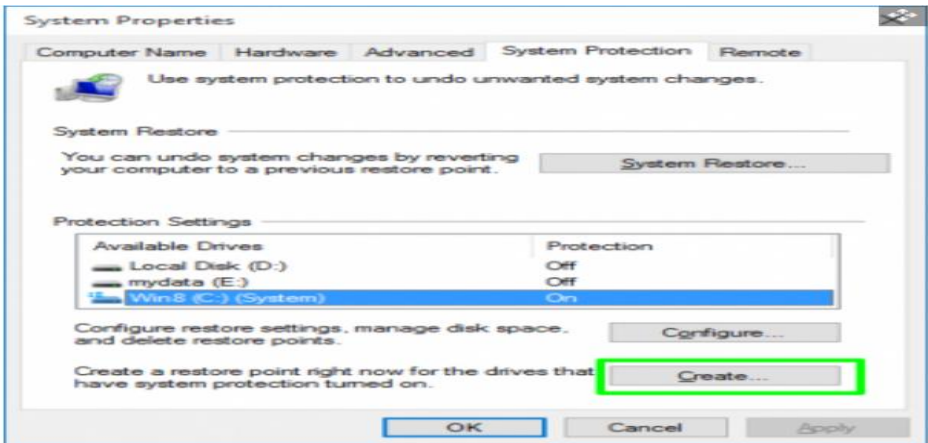 System Properties
Computer Name Hardware Advanced System Protection Remote
Use system protection to undo unwanted system changes.
System Restore
You can undo system changes by reverting
your computer to a previous restore point.
System Restore...
Protection Settings
Available Drives Protection
Local Disk (D:) Off
mydata (E:) Off
Win8 (C:) (System) On
Configure restore settings, manage disk space,
and delete restore points.
Configure...
Create a restore point right now for the drives that
have system protection turned on.
Create...
OK Cancel Apply